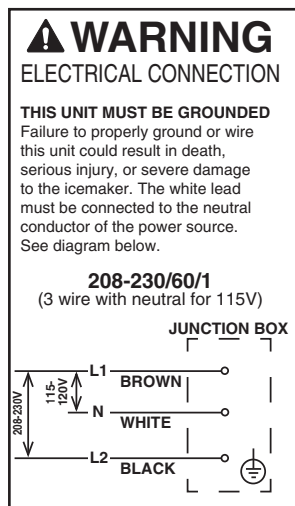 WARNING
ELECTRICAL CONNECTION
THIS UNIT MUST BE GROUNDED
Failure to properly ground or wire
this unit could result in death,
serious injury, or severe damage
to the icemaker. The white lead
must be connected to the neutral
conductor of the power source.
See diagram below.
208-230/60/1
(3 wire with neutral for 115V)
JUNCTION BOX
L1
BROWN
115-
120V
208-230V
N
WHITE
L2
BLACK